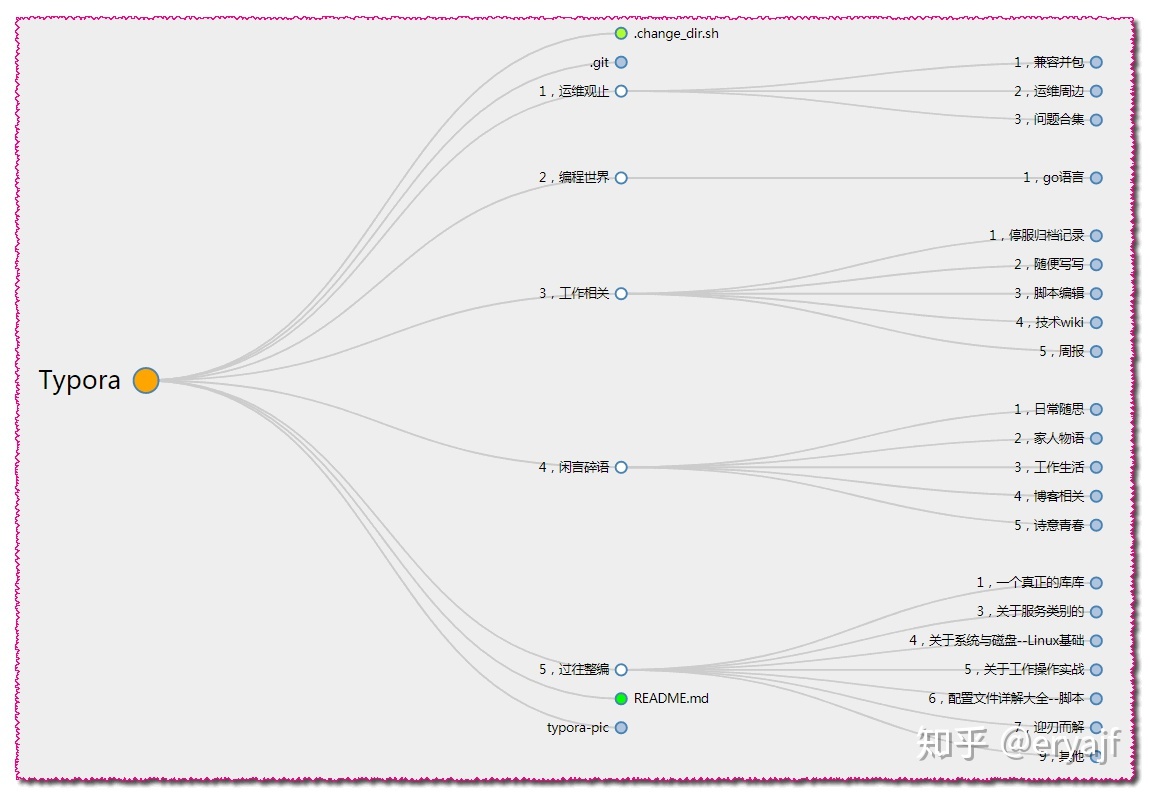 Typora
.change_dir.sh
.git
1，运维观止
1，兼容并包
2，运维周边
3，问题合集
2，编程世界
1，go语言
3，工作相关
1，停服归档记录
2，随便写写
3，脚本编辑
4，技术wiki
5，周报
4，闲言碎语
1，日常随思
2，家人物语
3，工作生活
4，博客相关
5，诗意青春
5，过往整编
1，一个真正的库库
3，关于服务类别的
4，关于系统与磁盘--Linux基础
5，关于工作操作实战
6，配置文件详解大全--脚本
7，迎刃而解
9，其他
README.md
typora-pic
知乎 @eryajf